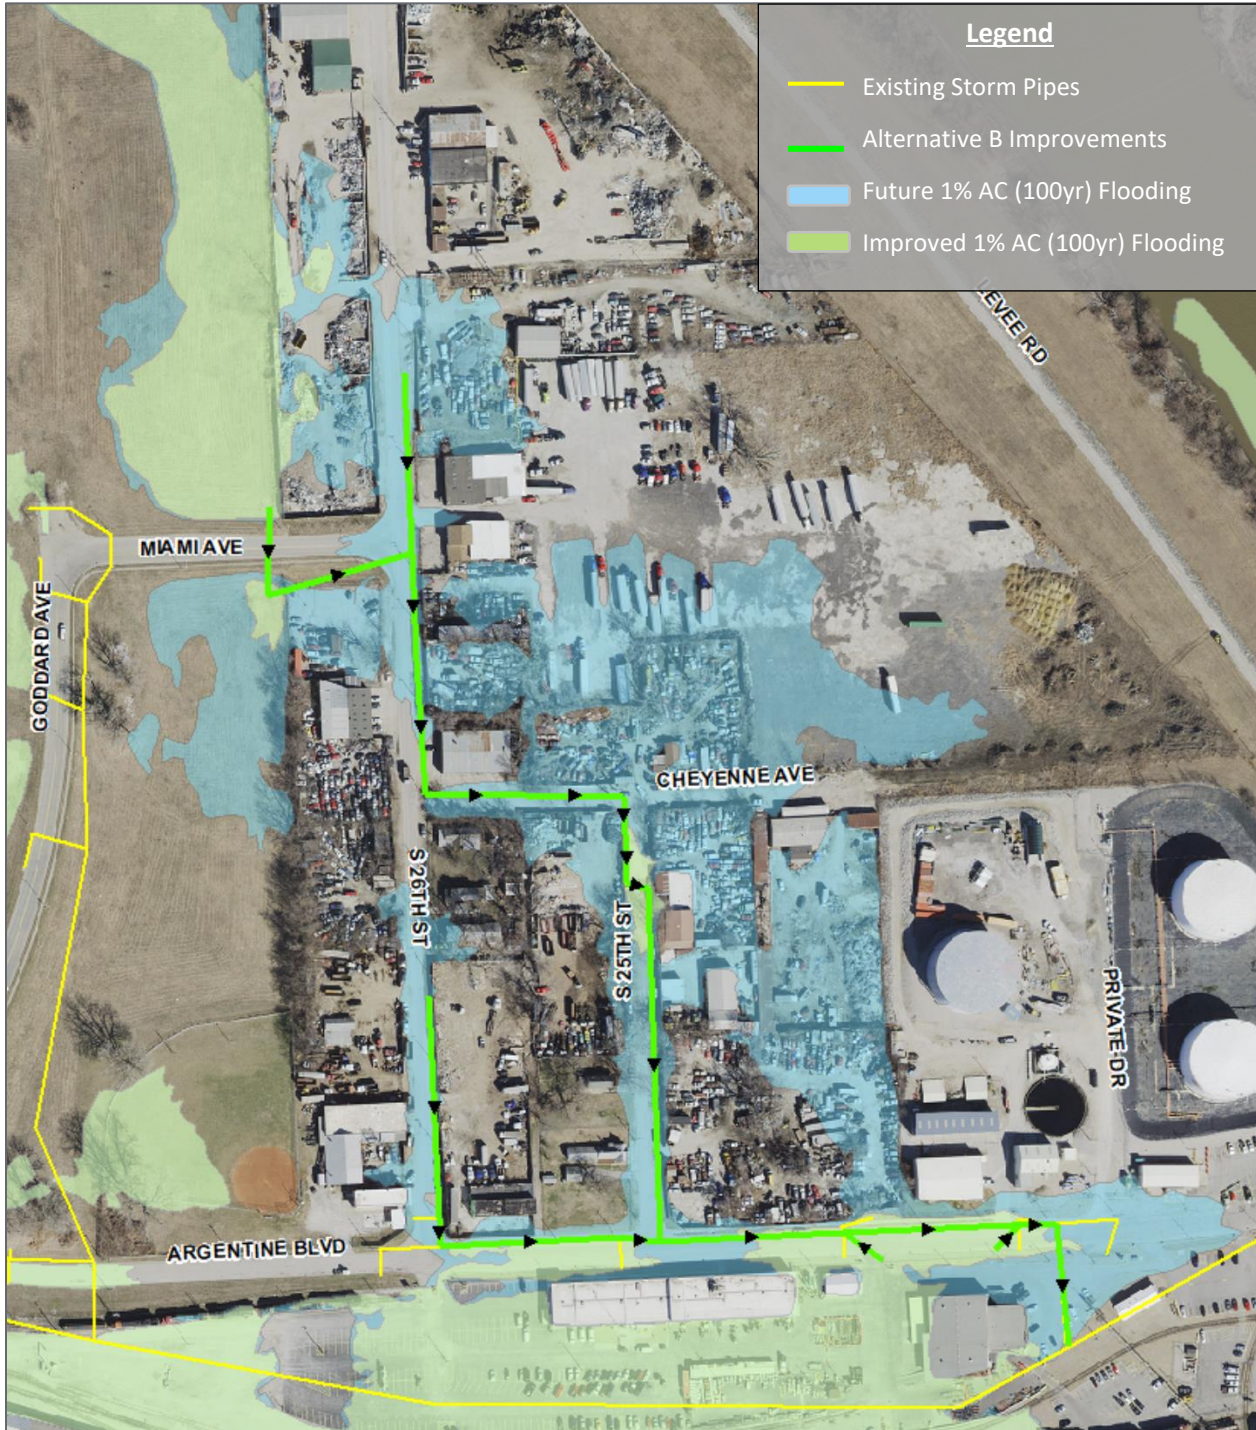 Legend
Existing Storm Pipes
Alternative B Improvements
Future 1% AC (100yr) Flooding
Improved 1% AC (100yr) Flooding
LEVEE RD
MIAMI AVE
GODDARD AVE
CHEYENNE AVE
S 26TH ST
S 25TH ST
PRIVATE DR
ARGENTINE BLVD